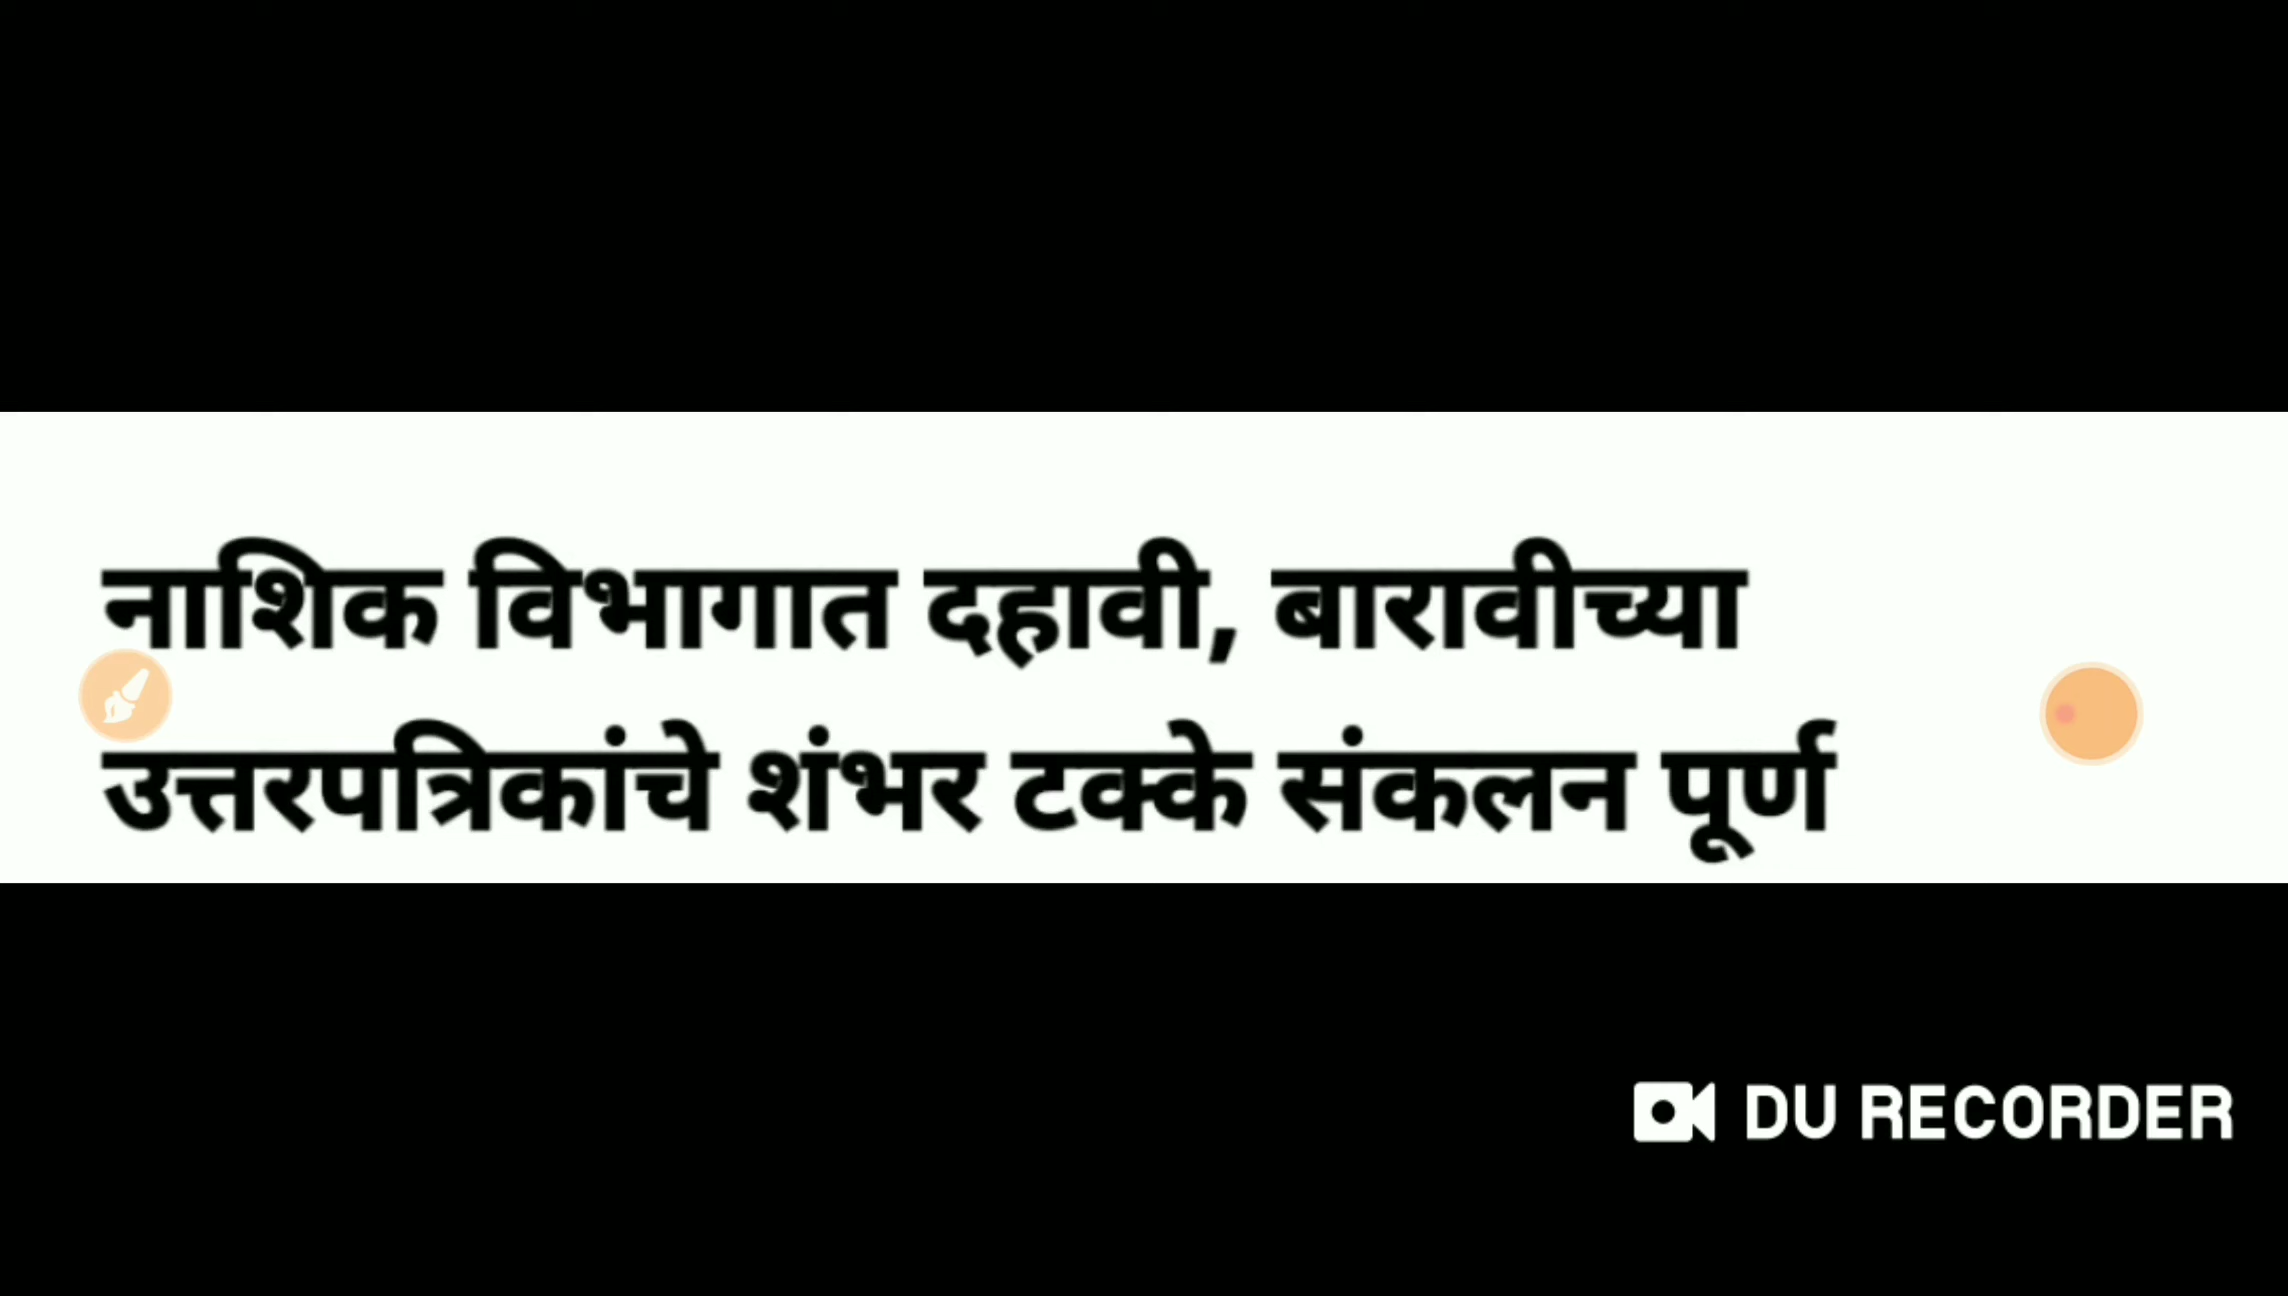 नाशिक विभागात दहावी, बारावीच्या
उत्तरपत्रिकांचे शंभर टक्के संकलन पूर्ण
DU RECORDER